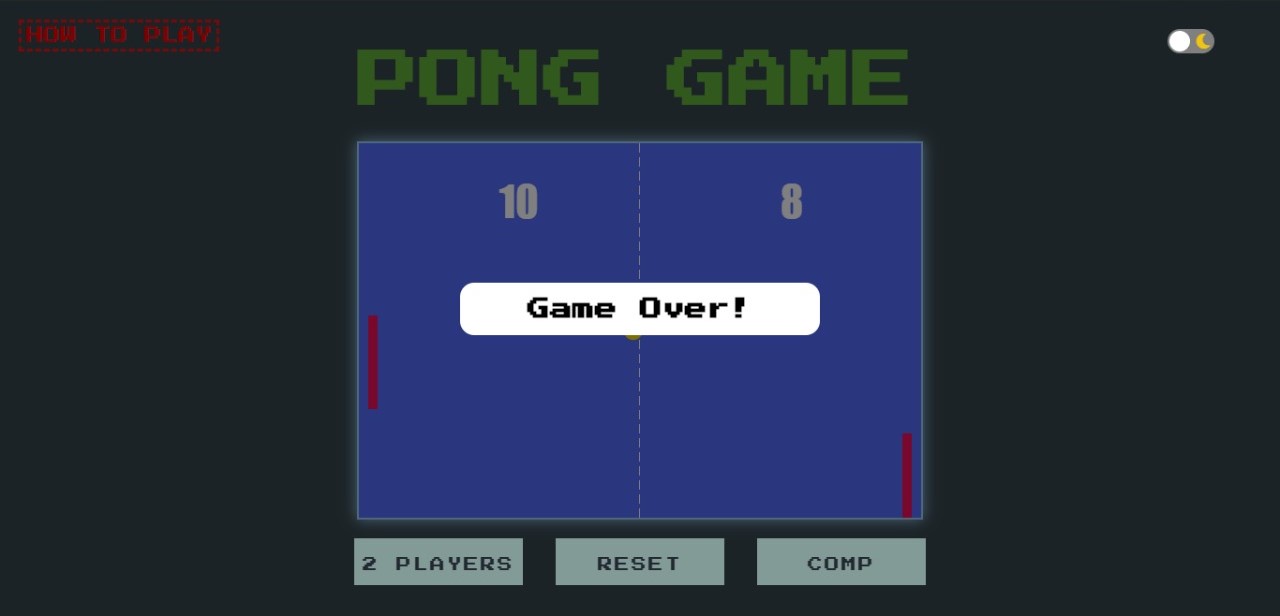 HOW TO PLAY
PONG GAME
10
8
Game Over!
2 PLAYERS
RESET
COMP